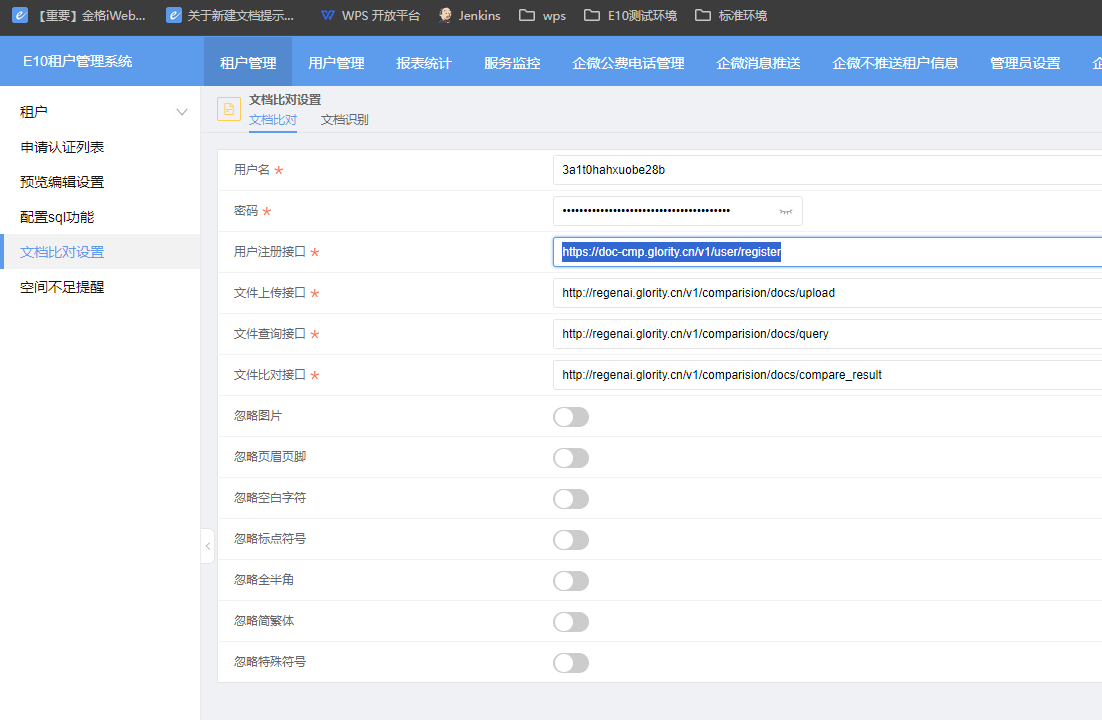 【重要】金格iWeb... 关于新建文档提示... WPS 开放平台 Jenkins wps E10测试环境 标准环境
E10租户管理系统 租户管理 用户管理 报表统计 服务监控 企微公费电话管理 企微消息推送 企微不推送租户信息 管理员设置
租户
申请认证列表
预览编辑设置
配置sql功能
文档比对设置
空间不足提醒
文档比对设置
文档比对 文档识别
用户名 * 3a1t0hahxuobe28b
密码 * ••••••••••••••••••••••••••••••••••••••••
用户注册接口 * https://doc-cmp.glority.cn/v1/user/register
文件上传接口 * http://regenai.glority.cn/v1/comparision/docs/upload
文件查询接口 * http://regenai.glority.cn/v1/comparision/docs/query
文件比对接口 * http://regenai.glority.cn/v1/comparision/docs/compare_result
忽略图片
忽略页眉页脚
忽略空白字符
忽略标点符号
忽略全半角
忽略简繁体
忽略特殊符号